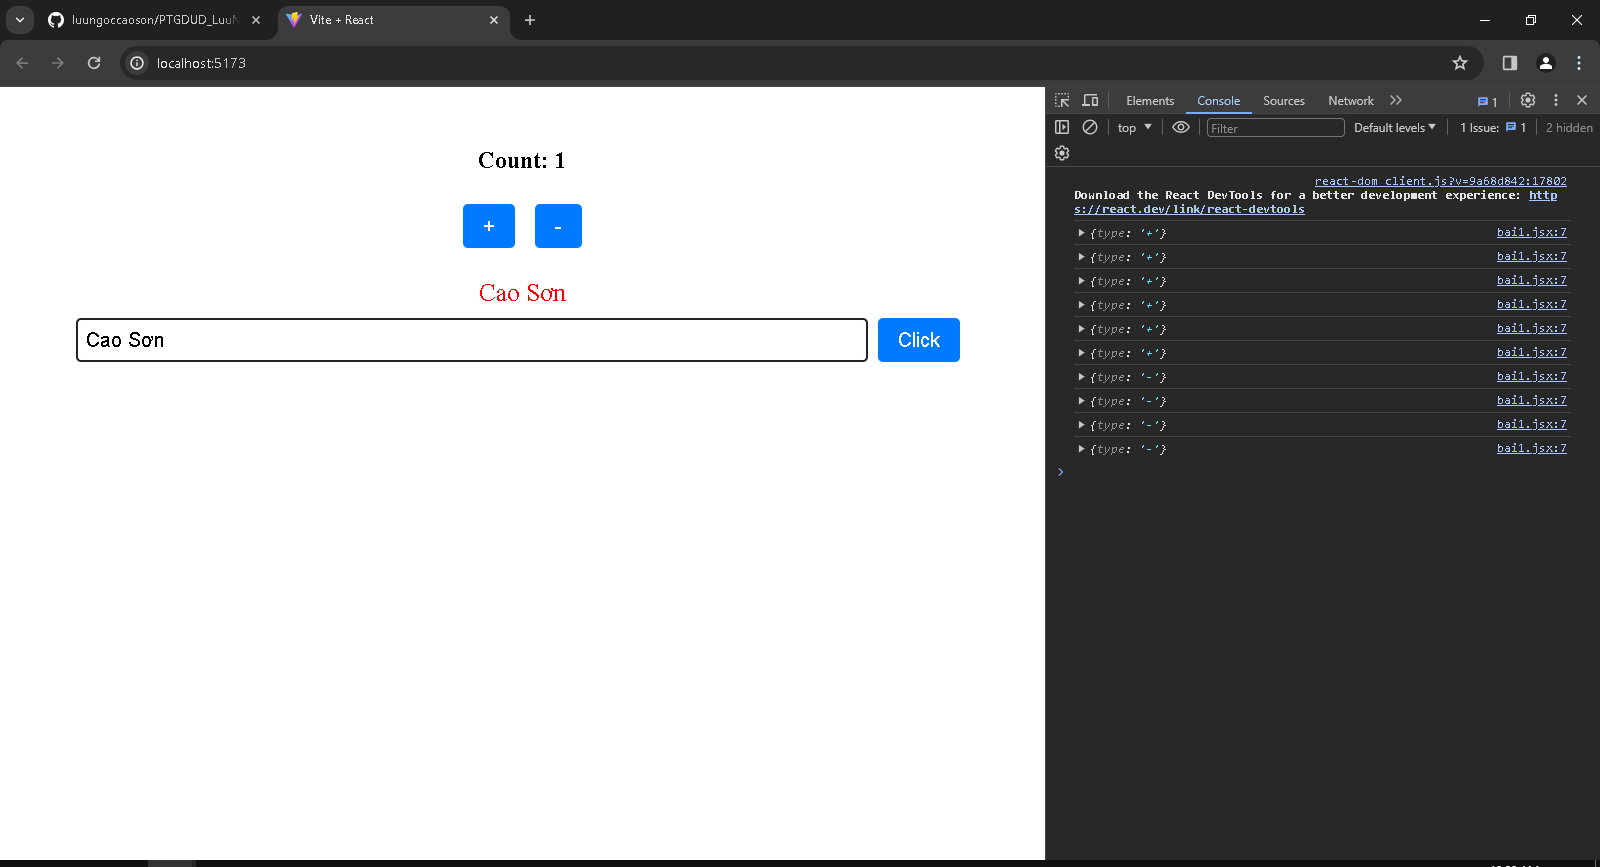 luungoccaoson/PTGDUD_Luu
Vite + React
localhost:5173
Elements Console Sources Network 1
top Filter Default levels 1 Issue: 1 2 hidden
Count: 1
+ -
Cao Sơn
Cao Sơn Click
react-dom_client.js?v=9a68d842:17802
Download the React DevTools for a better development experience: http
s://react.dev/link/react-devtools
{type: '+'} bai1.jsx:7
{type: '+'} bai1.jsx:7
{type: '+'} bai1.jsx:7
{type: '+'} bai1.jsx:7
{type: '+'} bai1.jsx:7
{type: '+'} bai1.jsx:7
{type: '-'} bai1.jsx:7
{type: '-'} bai1.jsx:7
{type: '-'} bai1.jsx:7
{type: '-'} bai1.jsx:7